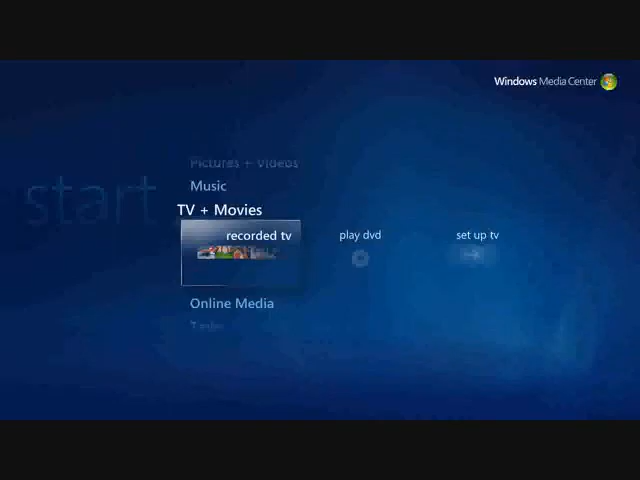 Windows Media Center
Pictures + Videos
Music
start
TV + Movies
recorded tv
play dvd
set up tv
Online Media